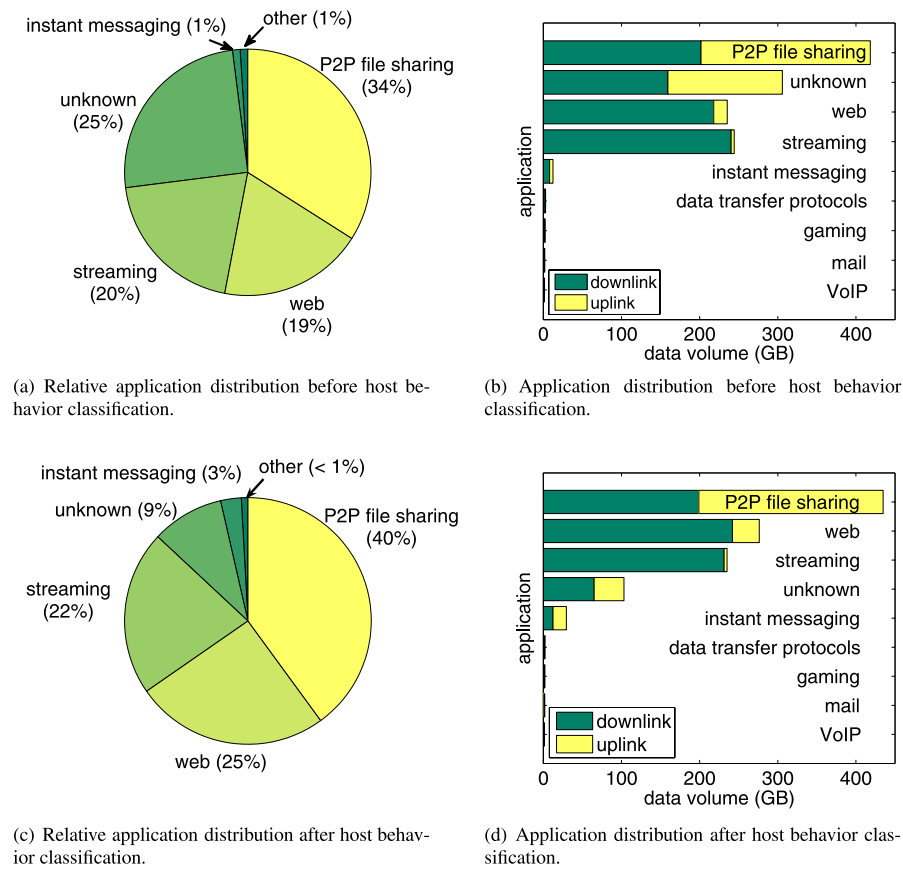 instant messaging (1%)
other (1%)
P2P file sharing
(34%)
unknown
(25%)
streaming
(20%)
web
(19%)
(a) Relative application distribution before host be-
havior classification.
application
P2P file sharing
unknown
web
streaming
instant messaging
data transfer protocols
gaming
mail
VoIP
downlink
uplink
0 100 200 300 400
data volume (GB)
(b) Application distribution before host behavior
classification.
instant messaging (3%)
other (< 1%)
unknown (9%)
P2P file sharing
(40%)
streaming
(22%)
web (25%)
(c) Relative application distribution after host behav-
ior classification.
application
P2P file sharing
web
streaming
unknown
instant messaging
data transfer protocols
gaming
mail
VoIP
downlink
uplink
0 100 200 300 400
data volume (GB)
(d) Application distribution after host behavior clas-
sification.